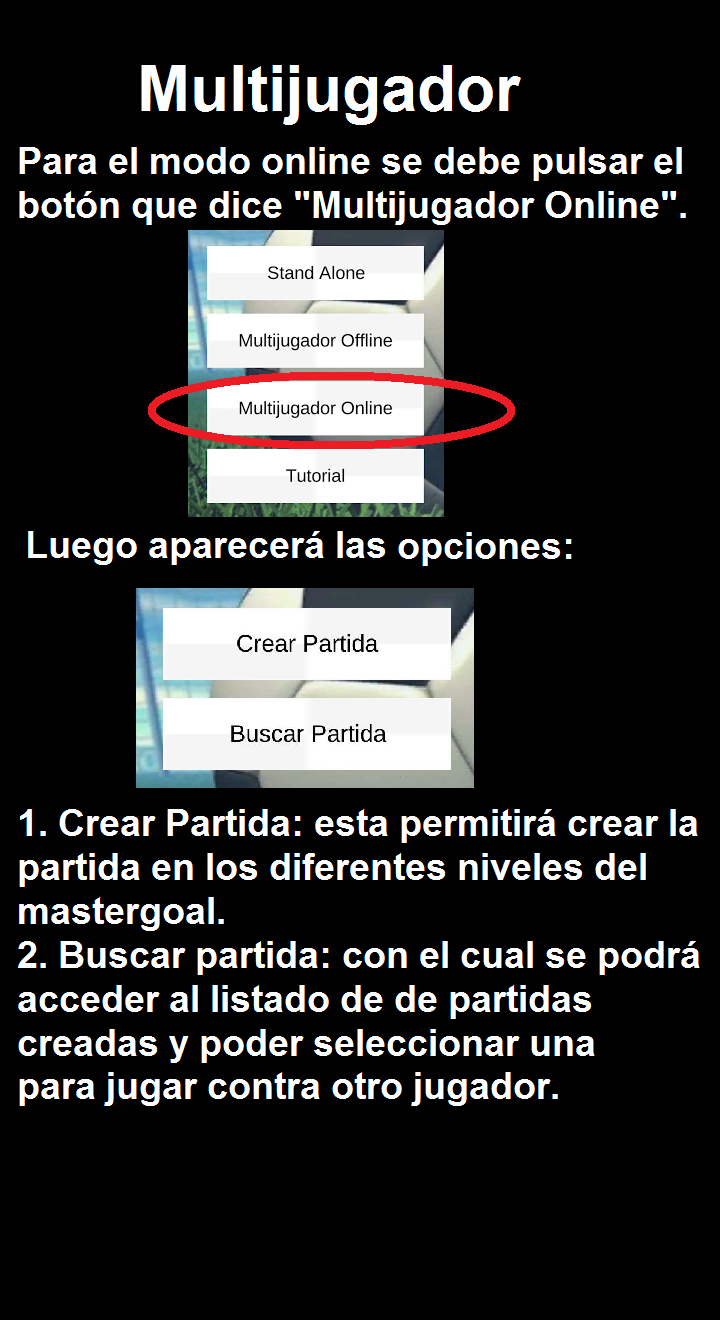 Multijugador
Para el modo online se debe pulsar el
botón que dice "Multijugador Online".
Stand Alone
Multijugador Offline
Multijugador Online
Tutorial
Luego aparecerá las opciones:
Crear Partida
Buscar Partida
1. Crear Partida: esta permitirá crear la
partida en los diferentes niveles del
mastergoal.
2. Buscar partida: con el cual se podrá
acceder al listado de de partidas
creadas y poder seleccionar una
para jugar contra otro jugador.